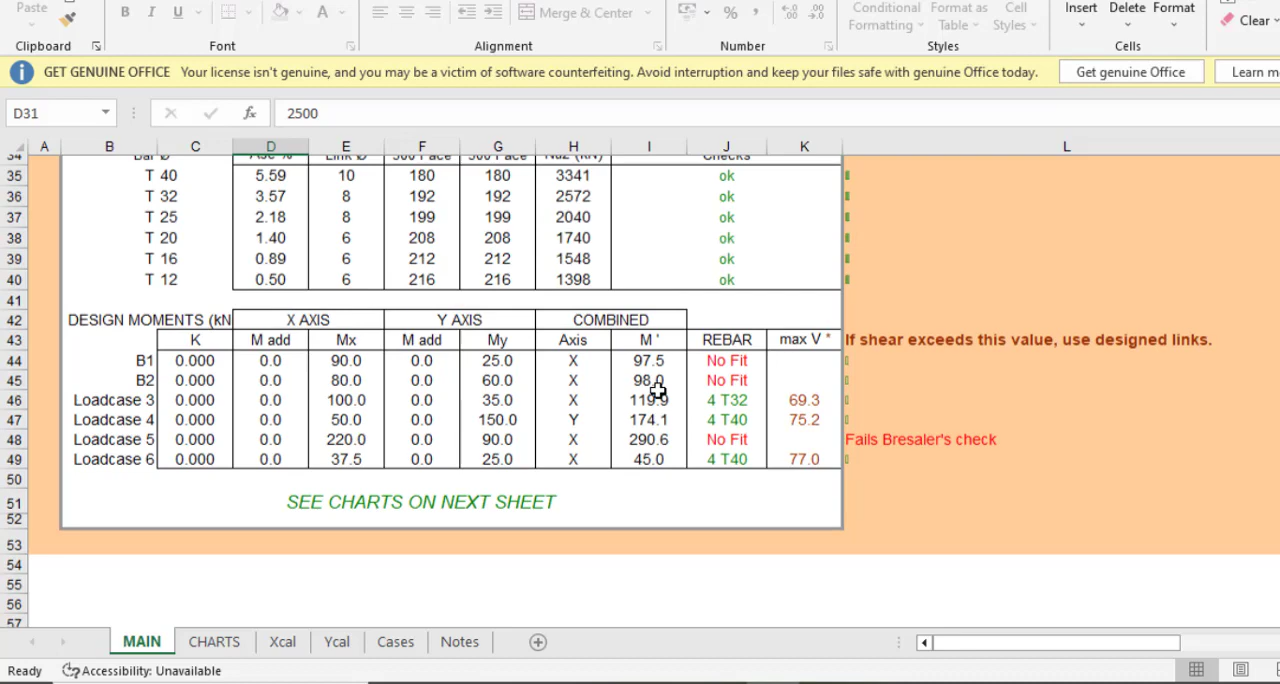 Paste
B I U A
Merge & Center
% ,
Conditional Format as Cell
Formatting Table Styles
Insert Delete Format
Clear
Clipboard Font Alignment Number Styles Cells
GET GENUINE OFFICE Your license isn't genuine, and you may be a victim of software counterfeiting. Avoid interruption and keep your files safe with genuine Office today. Get genuine Office Learn m
D31 fx 2500
A B C D E F G H I J K L
34 Bar Ø Asc % Link Ø Nuz (kN) Checks
35 T 40 5.59 10 180 180 3341 ok
36 T 32 3.57 8 192 192 2572 ok
37 T 25 2.18 8 199 199 2040 ok
38 T 20 1.40 6 208 208 1740 ok
39 T 16 0.89 6 212 212 1548 ok
40 T 12 0.50 6 216 216 1398 ok
41
42 DESIGN MOMENTS (kN X AXIS Y AXIS COMBINED
43 K M add Mx M add My Axis M ' REBAR max V * If shear exceeds this value, use designed links.
44 B1 0.000 0.0 90.0 0.0 25.0 X 97.5 No Fit
45 B2 0.000 0.0 80.0 0.0 60.0 X 98.0 No Fit
46 Loadcase 3 0.000 0.0 100.0 0.0 35.0 X 119.9 4 T32 69.3
47 Loadcase 4 0.000 0.0 50.0 0.0 150.0 Y 174.1 4 T40 75.2
48 Loadcase 5 0.000 0.0 220.0 0.0 90.0 X 290.6 No Fit Fails Bresaler's check
49 Loadcase 6 0.000 0.0 37.5 0.0 25.0 X 45.0 4 T40 77.0
50
51 SEE CHARTS ON NEXT SHEET
52
53
54
55
56
57
MAIN CHARTS Xcal Ycal Cases Notes
Ready Accessibility: Unavailable